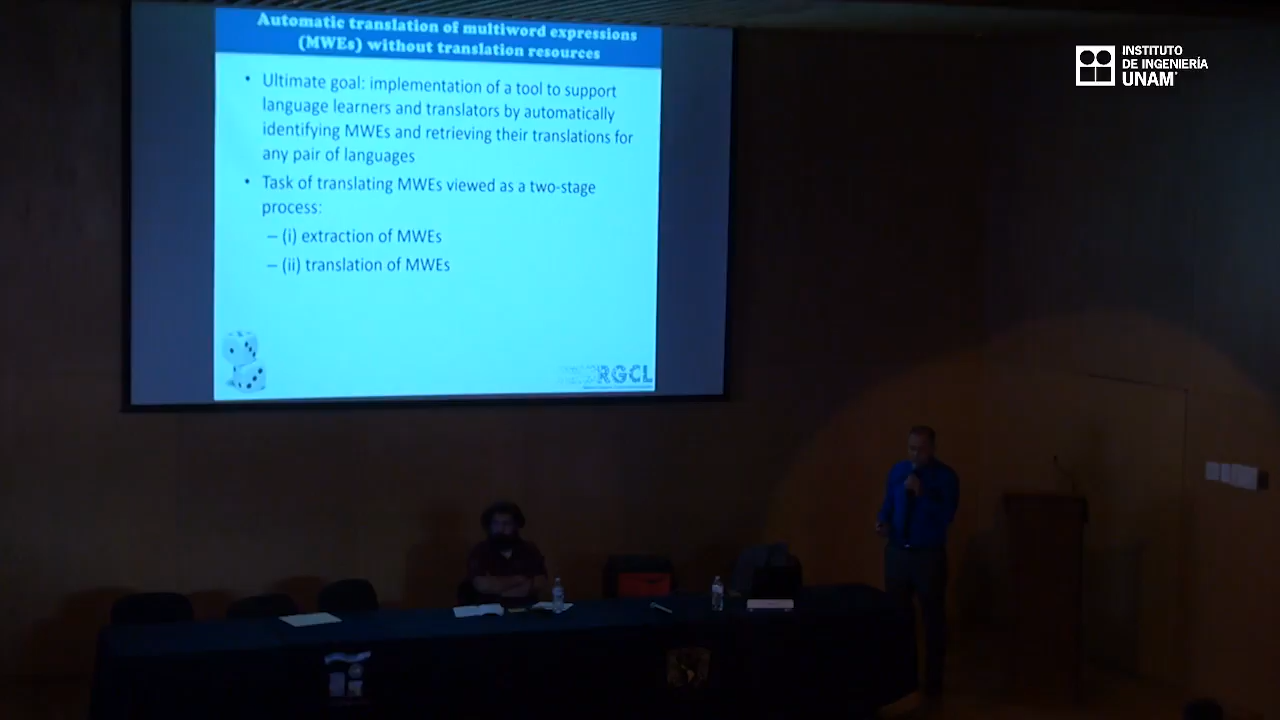 Automatic translation of multiword expressions
(MWEs) without translation resources
• Ultimate goal: implementation of a tool to support
language learners and translators by automatically
identifying MWEs and retrieving their translations for
any pair of languages
• Task of translating MWEs viewed as a two-stage
process:
– (i) extraction of MWEs
– (ii) translation of MWEs
RGCL
INSTITUTO
DE INGENIERÍA
UNAM